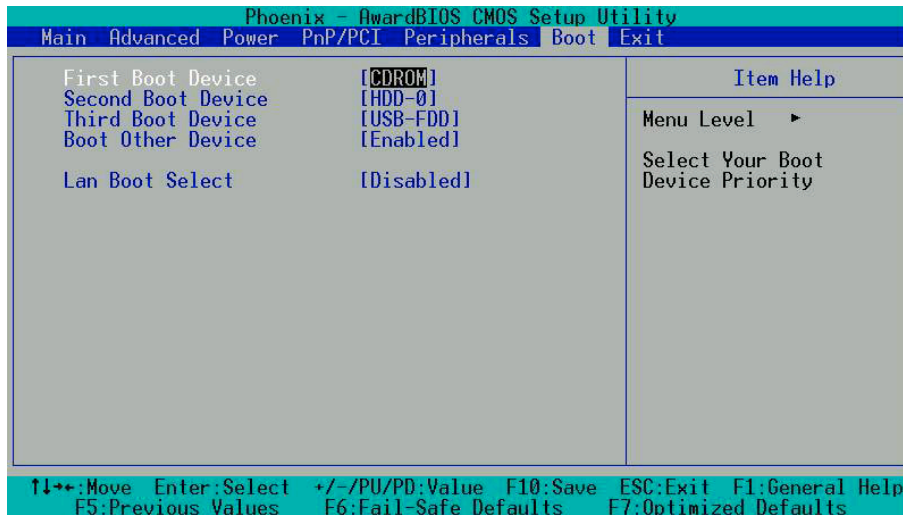 Phoenix - AwardBIOS CMOS Setup Utility
Main Advanced Power PnP/PCI Peripherals Boot Exit
First Boot Device [CDROM]
Second Boot Device [HDD-0]
Third Boot Device [USB-FDD]
Boot Other Device [Enabled]
Lan Boot Select [Disabled]
Item Help
Menu Level ►
Select Your Boot
Device Priority
↑↓→←:Move Enter:Select +/-/PU/PD:Value F10:Save ESC:Exit F1:General Help
F5:Previous Values F6:Fail-Safe Defaults F7:Optimized Defaults